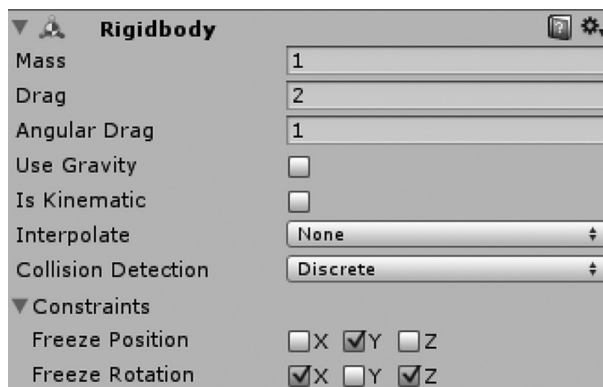 Rigidbody
Mass 1
Drag 2
Angular Drag 1
Use Gravity
Is Kinematic
Interpolate None
Collision Detection Discrete
Constraints
Freeze Position X Y Z
Freeze Rotation X Y Z